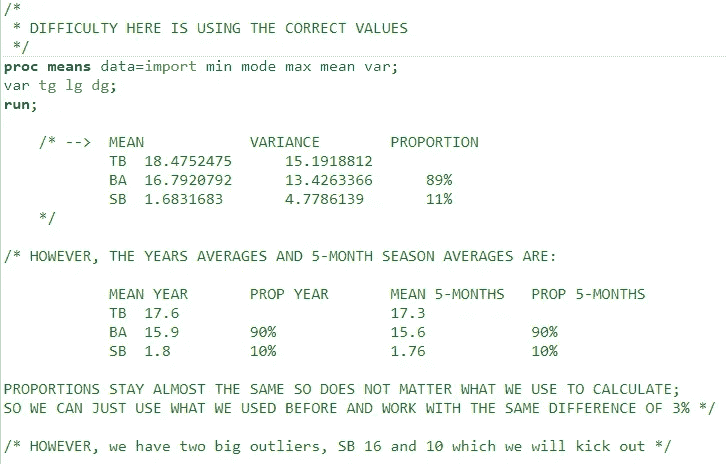 /*
* DIFFICULTY HERE IS USING THE CORRECT VALUES
*/
proc means data=import min mode max mean var;
var tg lg dg;
run;
/* --> MEAN VARIANCE PROPORTION
TB 18.4752475 15.1918812
BA 16.7920792 13.4263366 89%
SB 1.6831683 4.7786139 11%
*/
/* HOWEVER, THE YEARS AVERAGES AND 5-MONTH SEASON AVERAGES ARE:
MEAN YEAR PROP YEAR MEAN 5-MONTHS PROP 5-MONTHS
TB 17.6 17.3
BA 15.9 90% 15.6 90%
SB 1.8 10% 1.76 10%
PROPORTIONS STAY ALMOST THE SAME SO DOES NOT MATTER WHAT WE USE TO CALCULATE;
SO WE CAN JUST USE WHAT WE USED BEFORE AND WORK WITH THE SAME DIFFERENCE OF 3% */
/* HOWEVER, we have two big outliers, SB 16 and 10 which we will kick out */